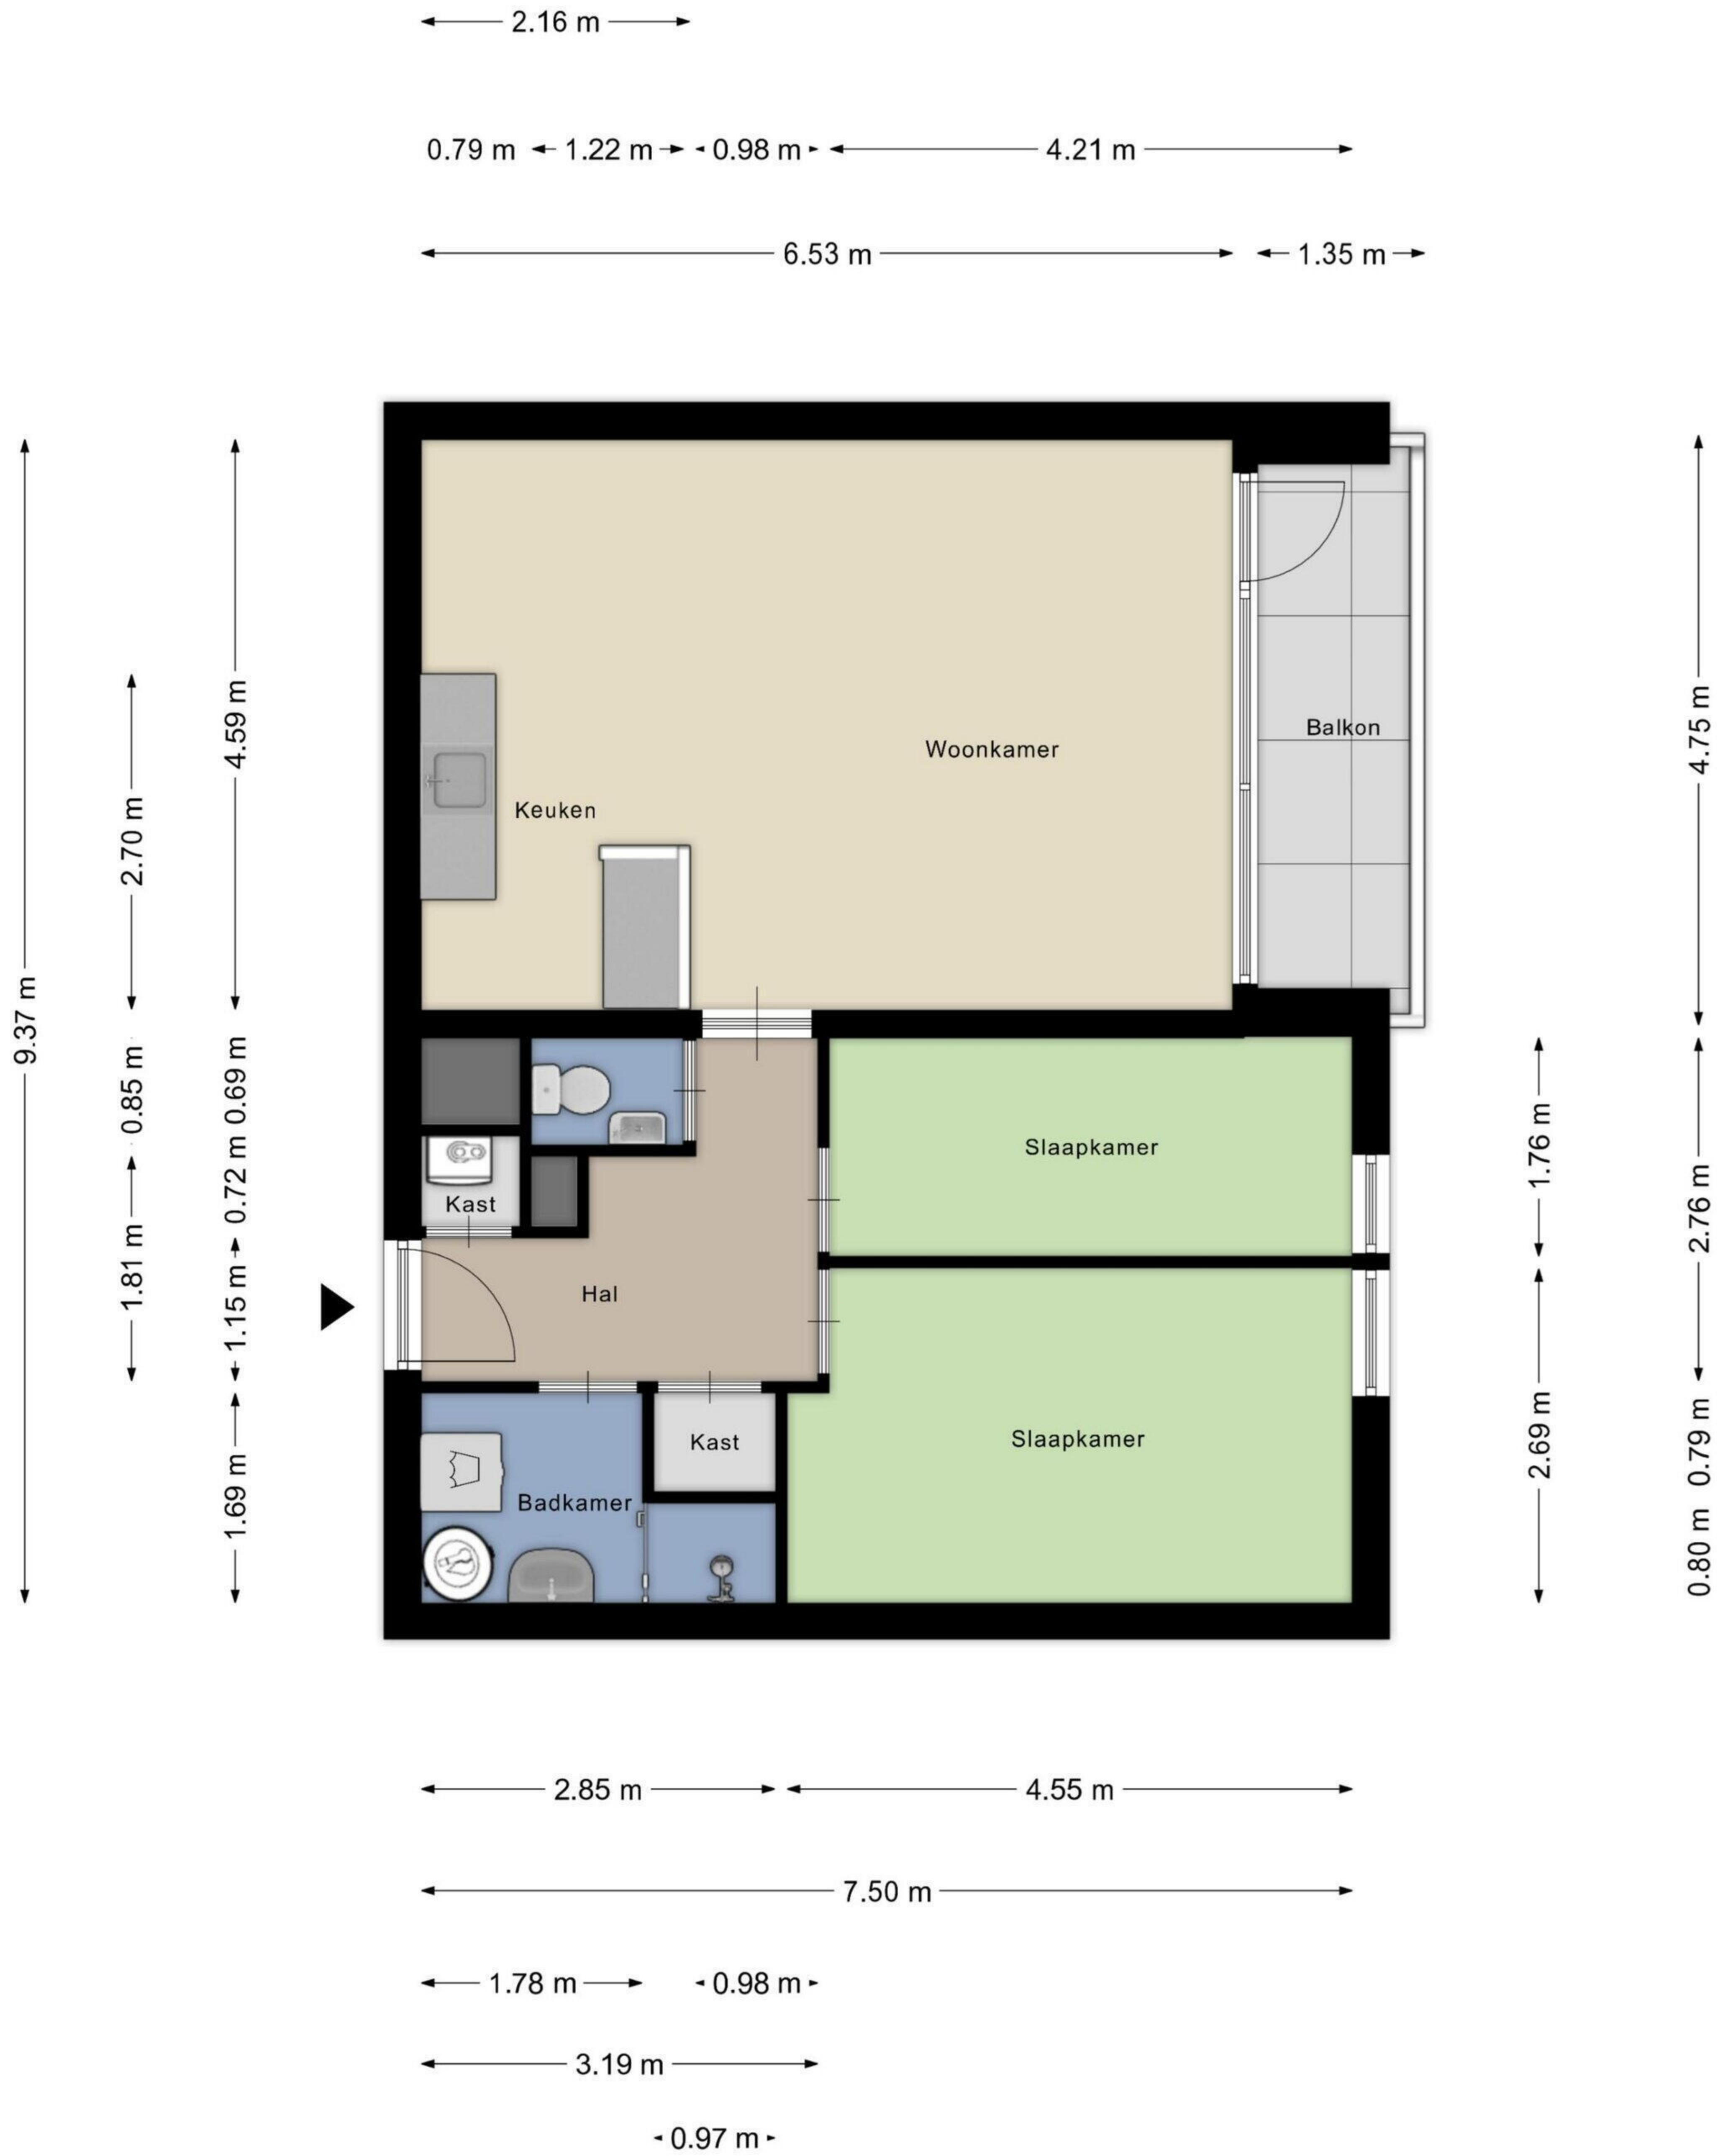 2.16 m
0.79 m 1.22 m 0.98 m 4.21 m
6.53 m 1.35 m
9.37 m
2.70 m
0.85 m
1.81 m
4.59 m
0.69 m
0.72 m
1.15 m
1.69 m
Woonkamer
Balkon
Keuken
Slaapkamer
Kast
Hal
Slaapkamer
Kast
Badkamer
1.76 m
2.69 m
4.75 m
2.76 m
0.79 m
0.80 m
2.85 m 4.55 m
7.50 m
1.78 m 0.98 m
3.19 m
0.97 m